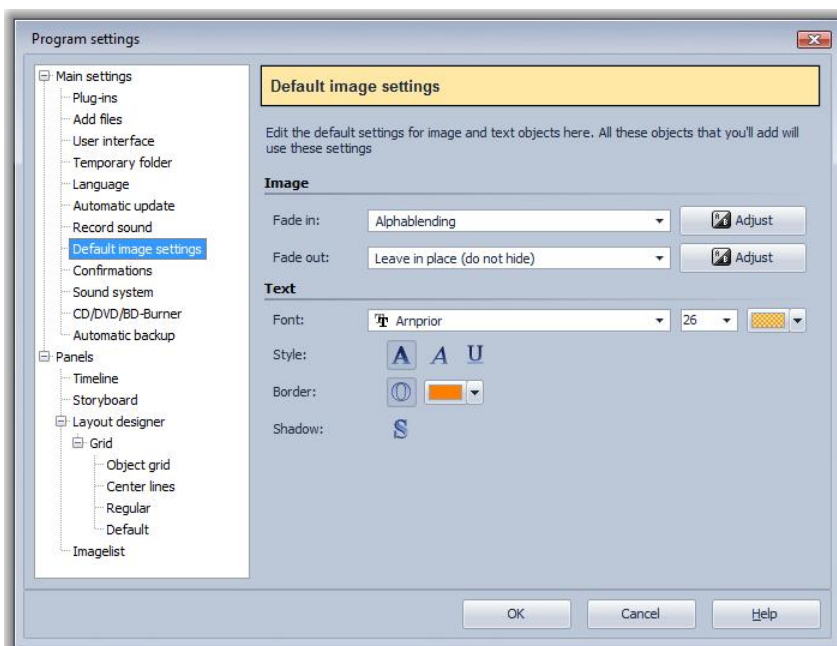 Program settings
Main settings
Plug-ins
Add files
User interface
Temporary folder
Language
Automatic update
Record sound
Default image settings
Confirmations
Sound system
CD/DVD/BD-Burner
Automatic backup
Panels
Timeline
Storyboard
Layout designer
Grid
Object grid
Center lines
Regular
Default
Imagelist
Default image settings
Edit the default settings for image and text objects here. All these objects that you'll add will
use these settings
Image
Fade in: Alphablending Adjust
Fade out: Leave in place (do not hide) Adjust
Text
Font: Arnprior 26
Style: A A U
Border: O
Shadow: S
OK Cancel Help